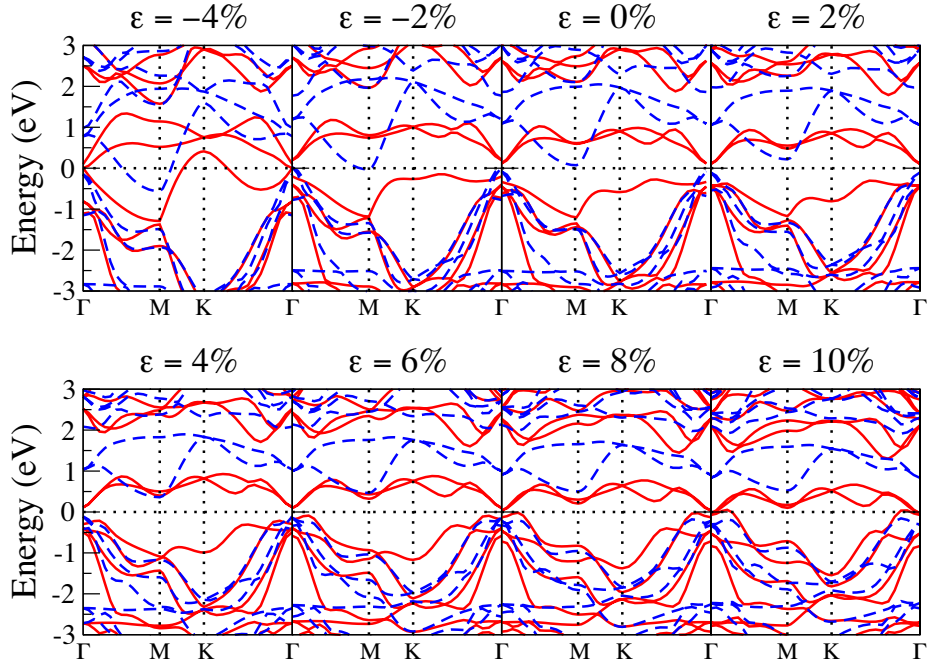 ε = −4%
ε = −2%
ε = 0%
ε = 2%
Energy (eV)
3
2
1
0
-1
-2
-3
Γ
M
K
Γ
M
K
Γ
M
K
Γ
M
K
Γ
ε = 4%
ε = 6%
ε = 8%
ε = 10%
Energy (eV)
3
2
1
0
-1
-2
-3
Γ
M
K
Γ
M
K
Γ
M
K
Γ
M
K
Γ